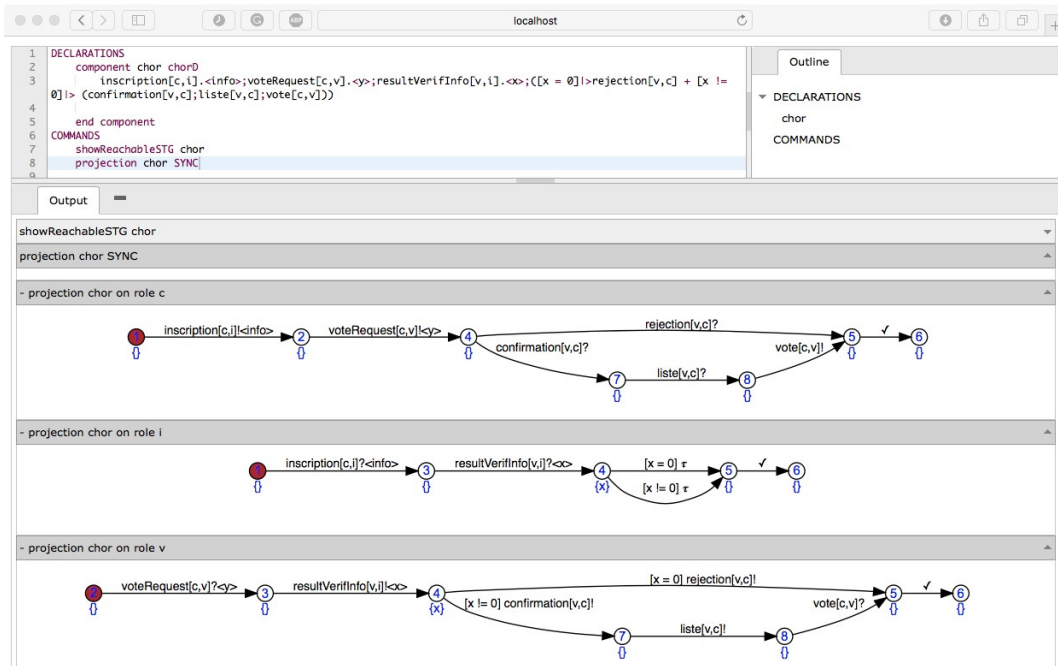 localhost
1 DECLARATIONS
2 component chor chorD
3 inscription[c,i].<info>;voteRequest[c,v].<y>;resultVerifInfo[v,i].<x>;([x = 0]|>rejection[v,c] + [x !=
0]|> (confirmation[v,c];liste[v,c];vote[c,v]))
4
5 end component
6 COMMANDS
7 showReachableSTG chor
8 projection chor SYNC
9
Outline
DECLARATIONS
chor
COMMANDS
Output
showReachableSTG chor
projection chor SYNC
- projection chor on role c
inscription[c,i]!<info> voteRequest[c,v]!<y> rejection[v,c]? ✓
1 2 4 5 6
{} {} {} {} {}
confirmation[v,c]? vote[c,v]!
liste[v,c]?
7 8
{} {}
- projection chor on role i
inscription[c,i]?<info> resultVerifInfo[v,i]?<x> [x = 0] τ ✓
1 3 4 5 6
{} {} {x} {} {}
[x != 0] τ
- projection chor on role v
voteRequest[c,v]?<y> resultVerifInfo[v,i]!<x> [x = 0] rejection[v,c]! ✓
2 3 4 5 6
{} {} {x} {} {}
[x != 0] confirmation[v,c]! vote[c,v]?
liste[v,c]!
7 8
{} {}